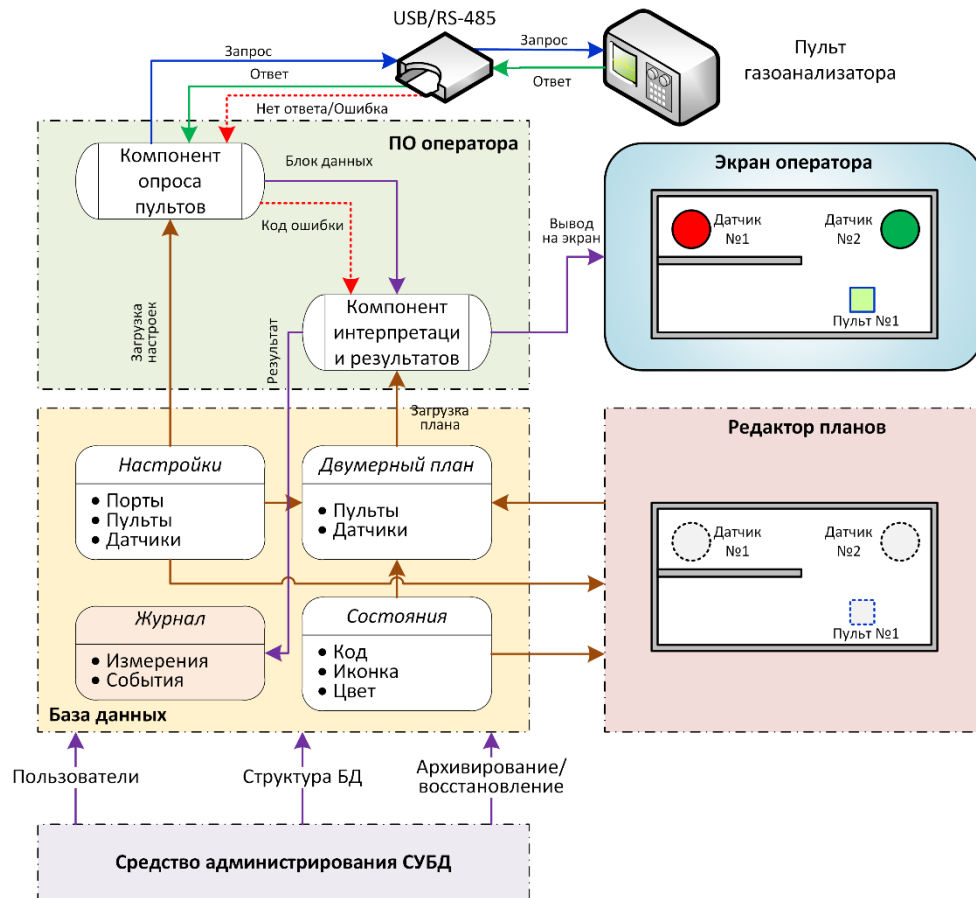 USB/RS-485
Запрос
Запрос
Ответ
Ответ
Нет ответа/Ошибка
Пульт
газоанализатора
ПО оператора
Компонент
опроса
пультов
Блок данных
Код ошибки
Вывод
на экран
Экран оператора
Датчик
№1
Датчик
№2
Пульт №1
Загрузка
настроек
Результат
Компонент
интерпретаци
и результатов
Загрузка
плана
Редактор планов
Настройки
• Порты
• Пульты
• Датчики
Двумерный план
• Пульты
• Датчики
Датчик
№1
Датчик
№2
Пульт №1
Журнал
• Измерения
• События
Состояния
• Код
• Иконка
• Цвет
База данных
Пользователи
Структура БД
Архивирование/
восстановление
Средство администрирования СУБД